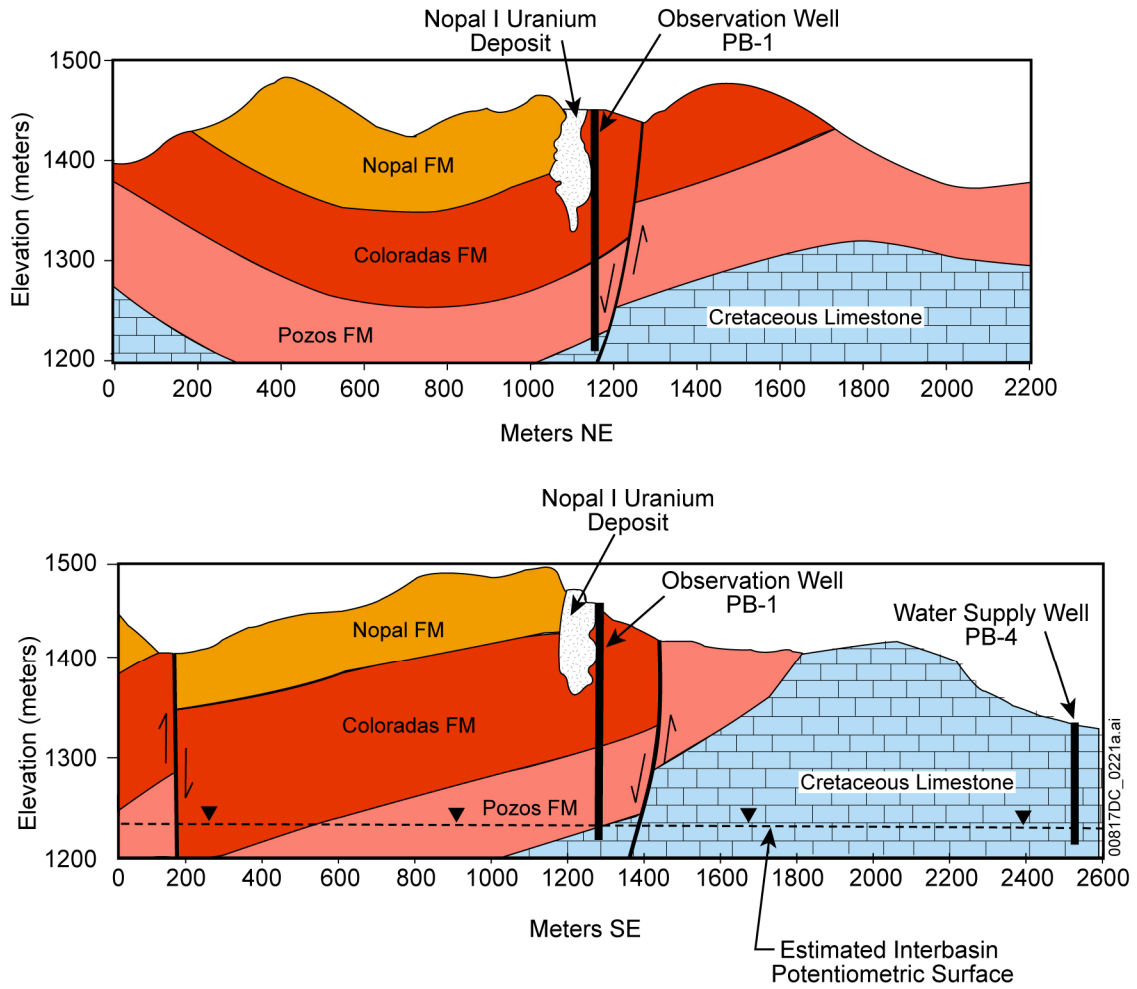 Nopal I Uranium
Deposit
Observation Well
PB-1
Elevation (meters)
1500
1400
1300
1200
Nopal FM
Coloradas FM
Pozos FM
Cretaceous Limestone
0 200 400 600 800 1000 1200 1400 1600 1800 2000 2200
Meters NE
Nopal I Uranium
Deposit
Observation Well
PB-1
Water Supply Well
PB-4
Elevation (meters)
1500
1400
1300
1200
Nopal FM
Coloradas FM
Pozos FM
Cretaceous Limestone
00817DC_0221a.ai
0 200 400 600 800 1000 1200 1400 1600 1800 2000 2200 2400 2600
Meters SE
Estimated Interbasin
Potentiometric Surface